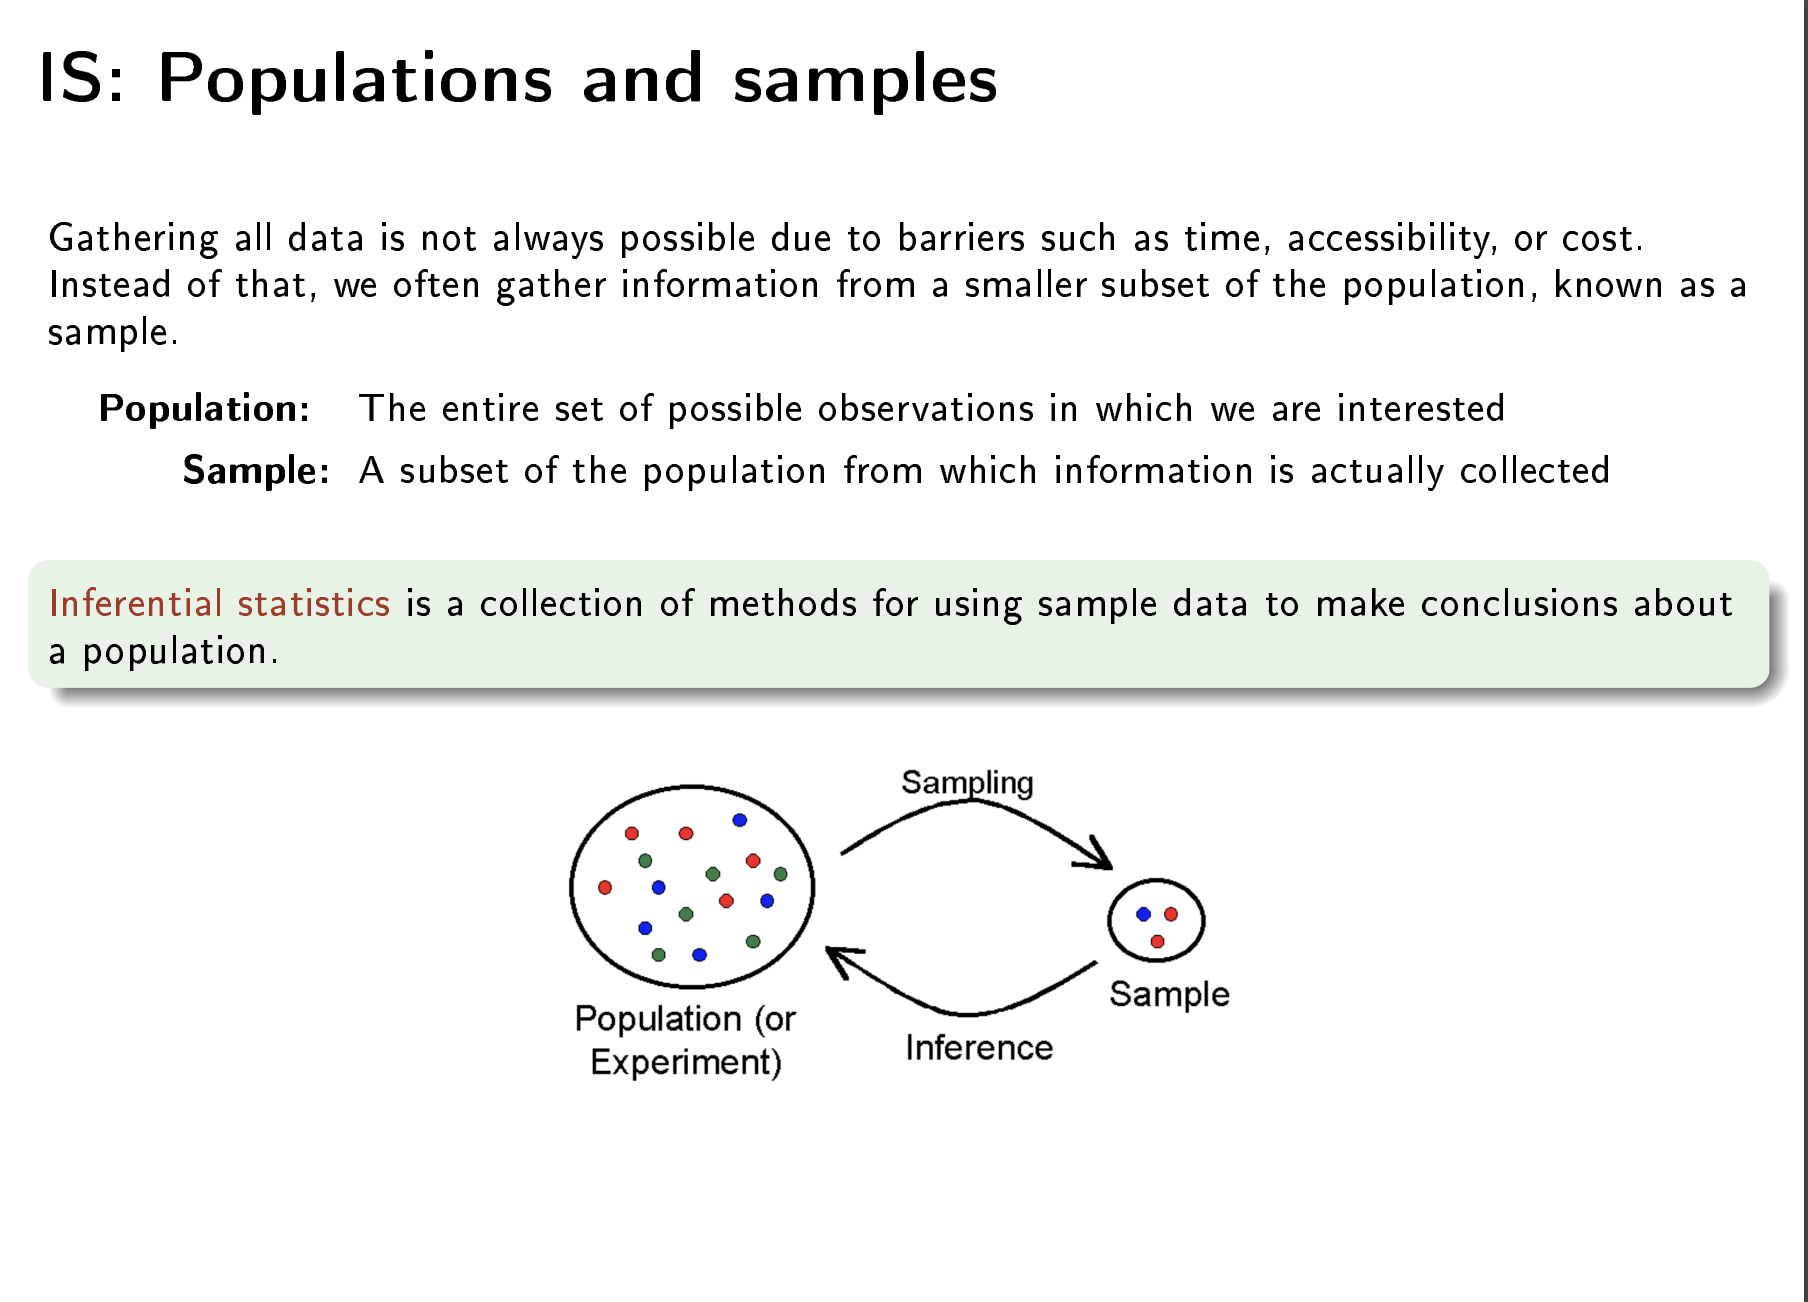 IS: Populations and samples
Gathering all data is not always possible due to barriers such as time, accessibility, or cost.
Instead of that, we often gather information from a smaller subset of the population, known as a
sample.
Population: The entire set of possible observations in which we are interested
Sample: A subset of the population from which information is actually collected
Inferential statistics is a collection of methods for using sample data to make conclusions about
a population.
Sampling
Sample
Population (or
Experiment)
Inference